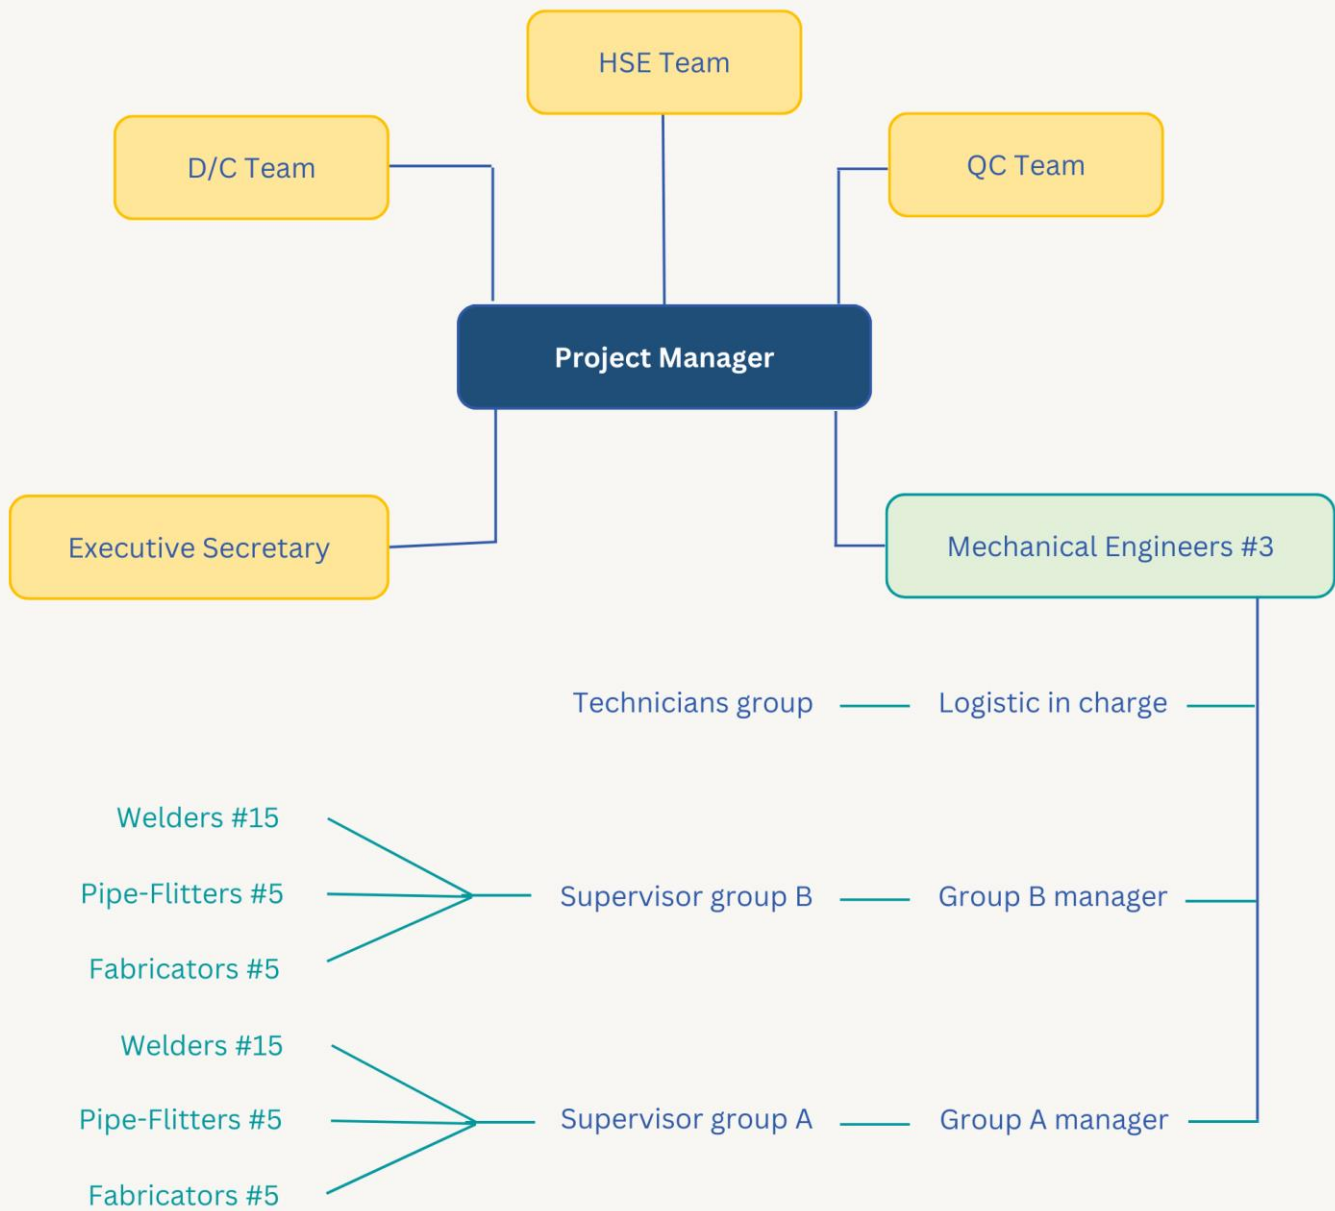 HSE Team
D/C Team
QC Team
Project Manager
Executive Secretary
Mechanical Engineers #3
Technicians group
Logistic in charge
Welders #15
Pipe-Flitters #5
Fabricators #5
Supervisor group B
Group B manager
Welders #15
Pipe-Flitters #5
Fabricators #5
Supervisor group A
Group A manager